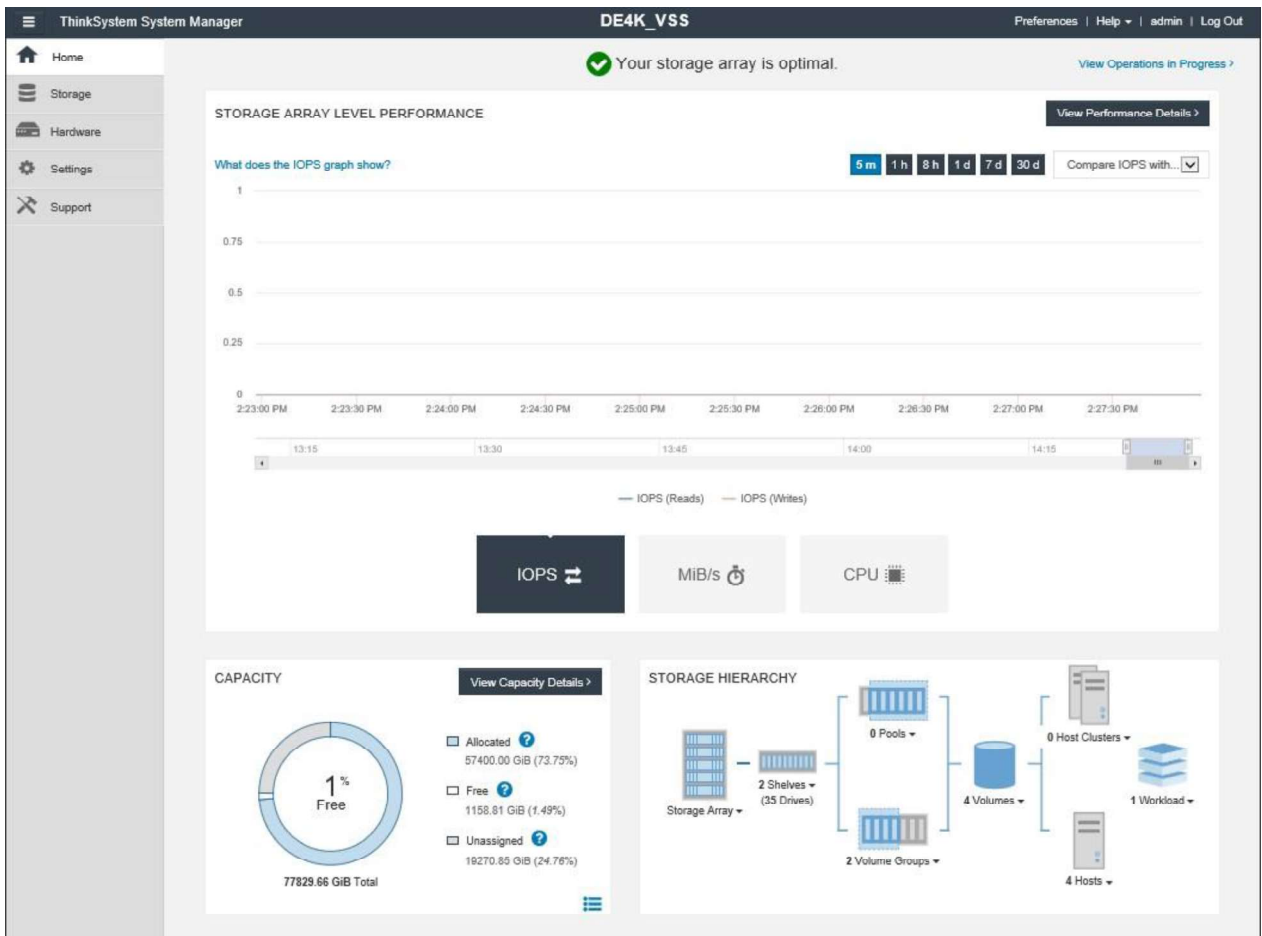 ThinkSystem System Manager
DE4K_VSS
Preferences | Help | admin | Log Out
Home
Storage
Hardware
Settings
Support
Your storage array is optimal.
View Operations in Progress >
STORAGE ARRAY LEVEL PERFORMANCE
View Performance Details >
What does the IOPS graph show?
5 m 1 h 8 h 1 d 7 d 30 d
Compare IOPS with...
1
0.75
0.5
0.25
0
2:23:00 PM 2:23:30 PM 2:24:00 PM 2:24:30 PM 2:25:00 PM 2:25:30 PM 2:26:00 PM 2:26:30 PM 2:27:00 PM 2:27:30 PM
13:15 13:30 13:45 14:00 14:15
IOPS (Reads) IOPS (Writes)
IOPS
MiB/s
CPU
CAPACITY
View Capacity Details >
1%
Free
77829.66 GiB Total
Allocated ?
57400.00 GiB (73.75%)
Free ?
1158.81 GiB (1.49%)
Unassigned ?
19270.85 GiB (24.76%)
STORAGE HIERARCHY
Storage Array
2 Shelves
(35 Drives)
0 Pools
2 Volume Groups
4 Volumes
0 Host Clusters
4 Hosts
1 Workload